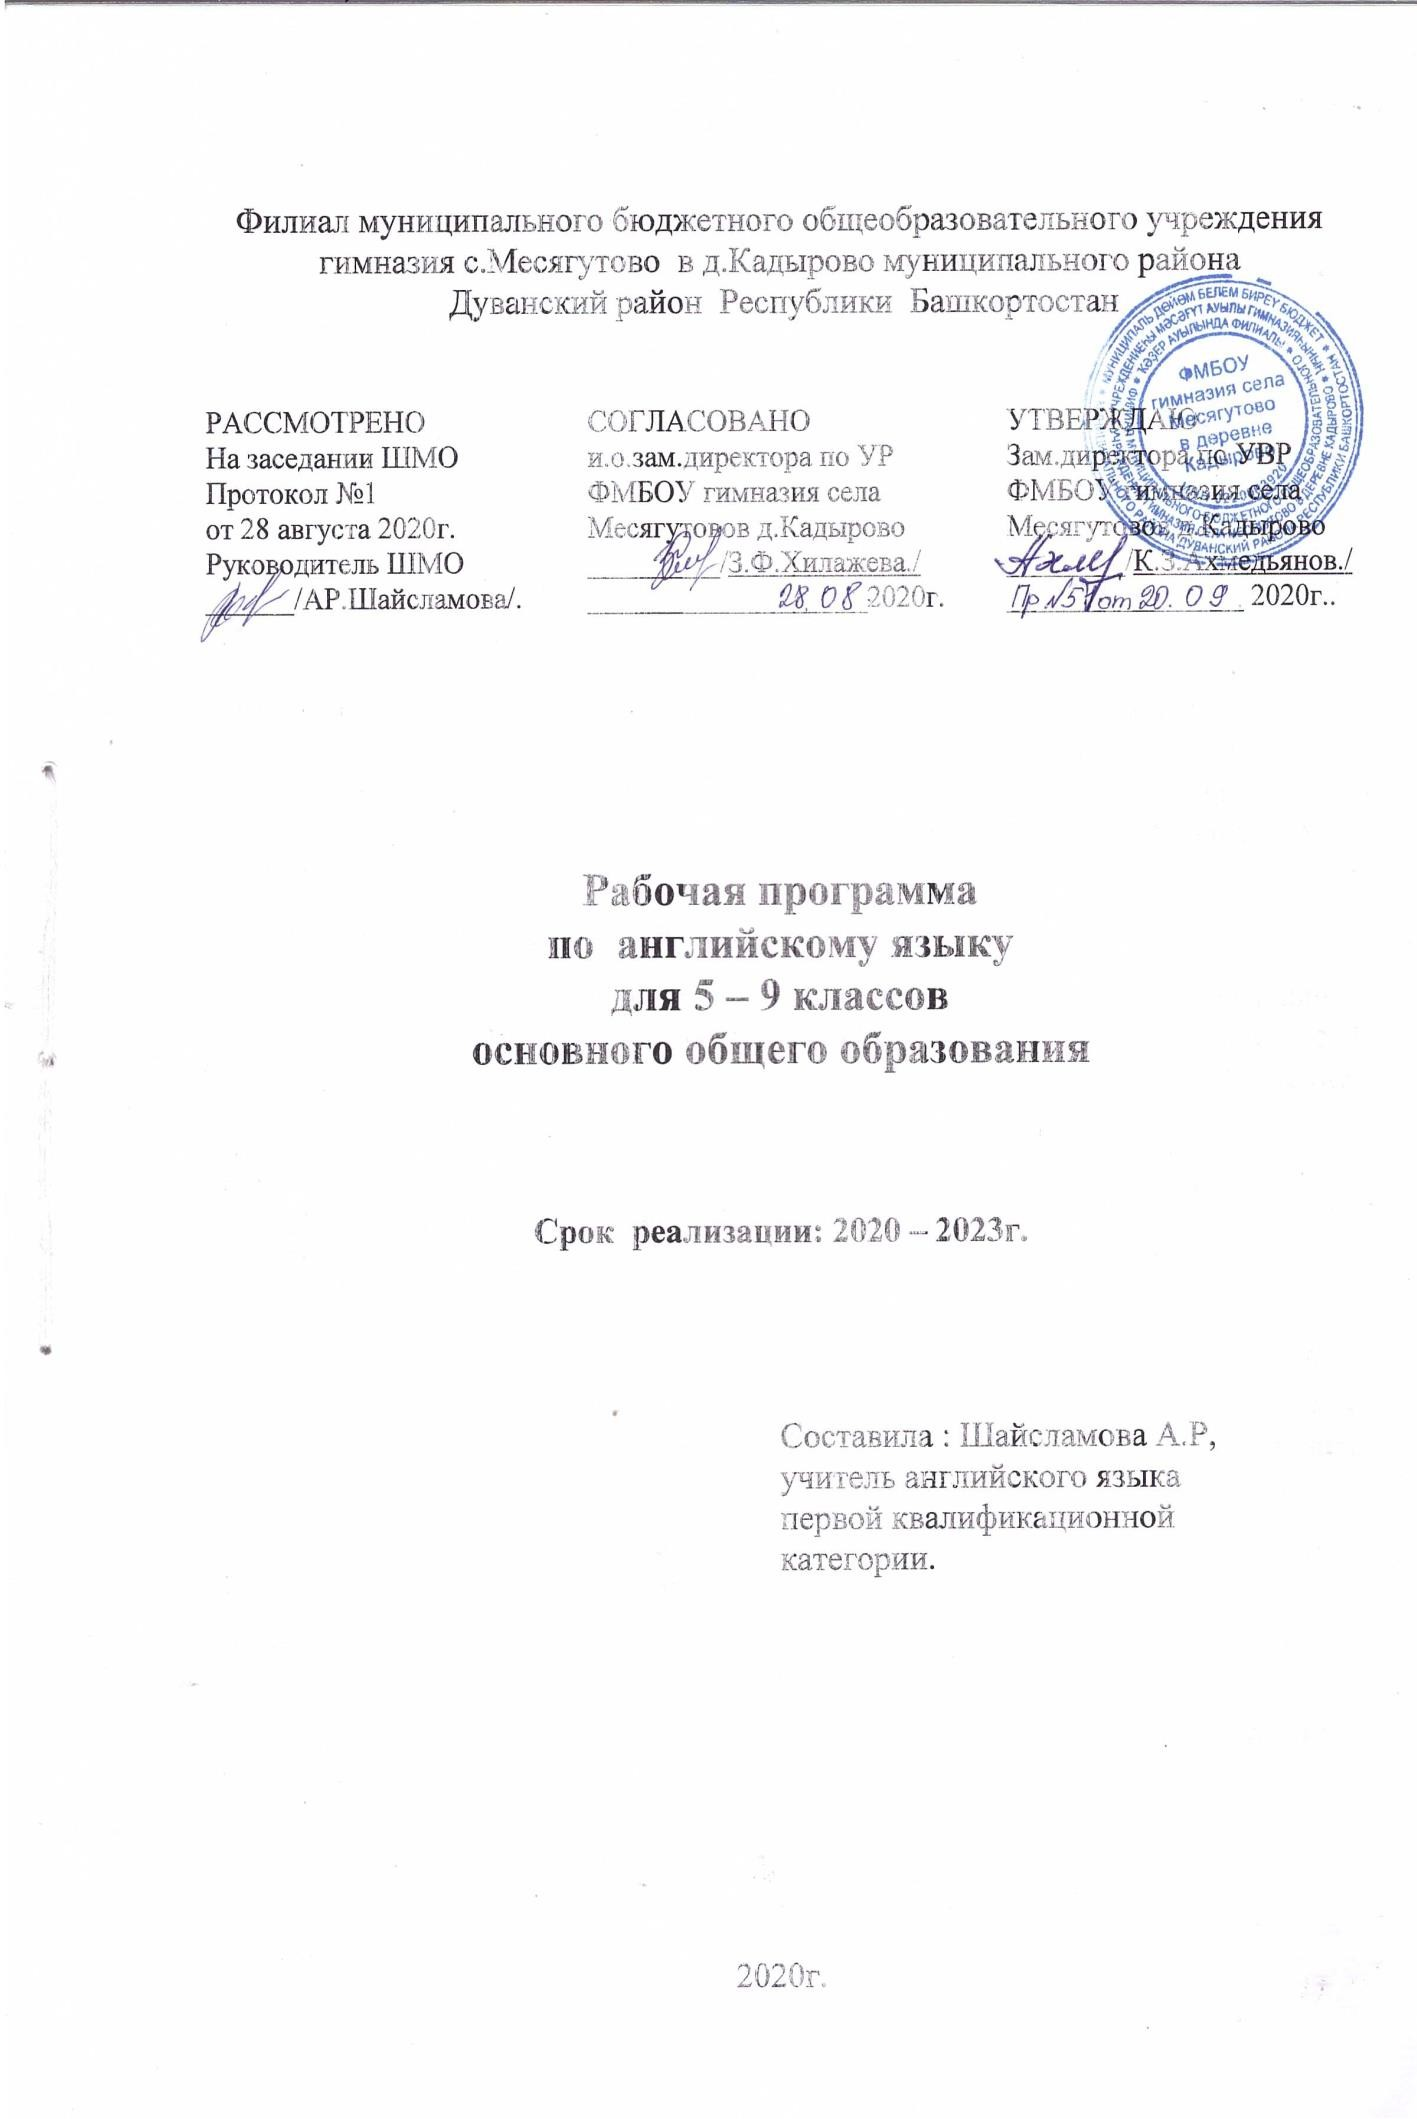 Филиал муниципального бюджетного общеобразовательного учреждения
гимназия с.Месягутово в д.Кадырово муниципального района
Дуванский район Республики Башкортостан
РАССМОТРЕНО
На заседании ШМО
Протокол №1
от 28 августа 2020г.
Руководитель ШМО
/АР.Шайсламова/.
СОГЛАСОВАНО
и.о.зам.директора по УР
ФМБОУ гимназия села
Месягутовов д.Кадырово
/З.Ф.Хилажева./
28.08 2020г.
УТВЕРЖДАЮ
Зам.директора по УВР
ФМБОУ гимназия села
Месягутовов Кадырово
/К.З.Ахмедьянов./
Пр №57 от 20.09 2020г..
ФМБОУ
гимназия села
Месягутово
в деревне
Кадырово
Рабочая программа
по английскому языку
для 5 – 9 классов
основного общего образования
Срок реализации: 2020 – 2023г.
Составила : Шайсламова А.Р,
учитель английского языка
первой квалификационной
категории.
2020г.